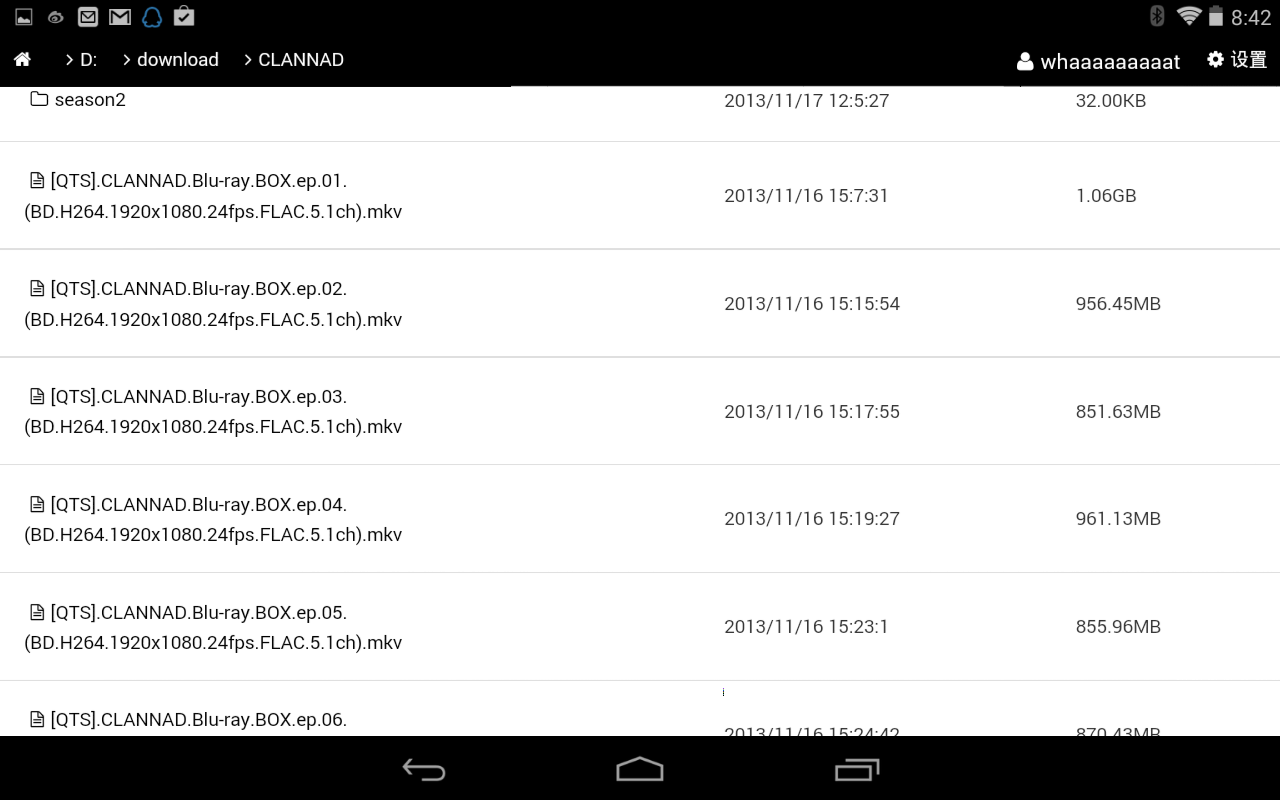 8:42
D: download CLANNAD whaaaaaaaaat 设置
season2 2013/11/17 12:5:27 32.00KB
[QTS].CLANNAD.Blu-ray.BOX.ep.01.
(BD.H264.1920x1080.24fps.FLAC.5.1ch).mkv
2013/11/16 15:7:31 1.06GB
[QTS].CLANNAD.Blu-ray.BOX.ep.02.
(BD.H264.1920x1080.24fps.FLAC.5.1ch).mkv
2013/11/16 15:15:54 956.45MB
[QTS].CLANNAD.Blu-ray.BOX.ep.03.
(BD.H264.1920x1080.24fps.FLAC.5.1ch).mkv
2013/11/16 15:17:55 851.63MB
[QTS].CLANNAD.Blu-ray.BOX.ep.04.
(BD.H264.1920x1080.24fps.FLAC.5.1ch).mkv
2013/11/16 15:19:27 961.13MB
[QTS].CLANNAD.Blu-ray.BOX.ep.05.
(BD.H264.1920x1080.24fps.FLAC.5.1ch).mkv
2013/11/16 15:23:1 855.96MB
[QTS].CLANNAD.Blu-ray.BOX.ep.06.
2013/11/16 15:24:42 870.43MB